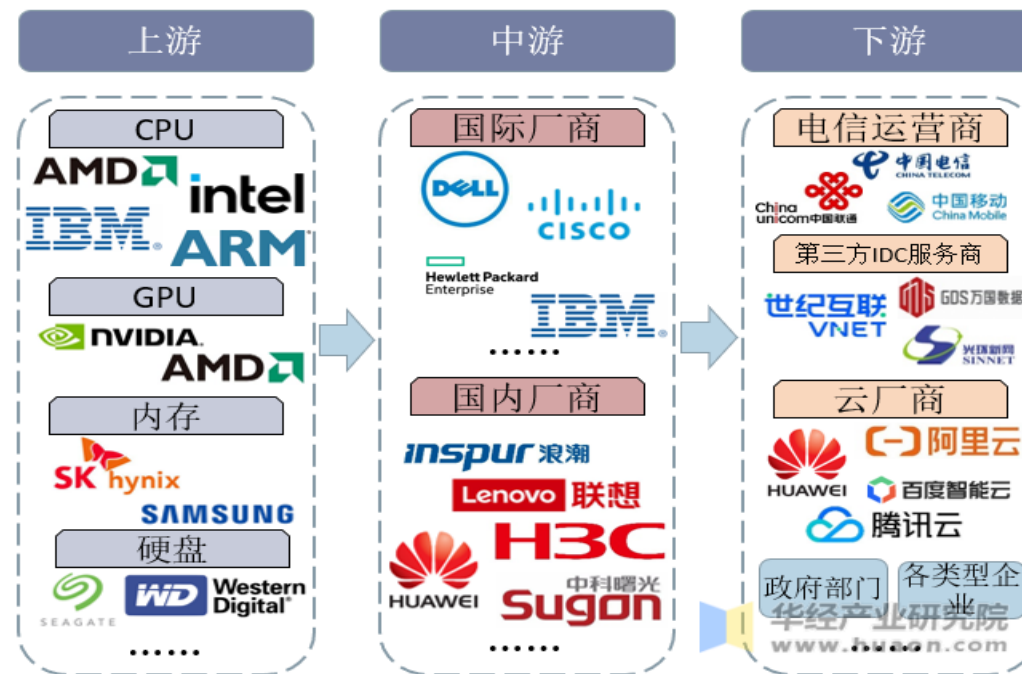 上游
CPU
AMD
intel
IBM
ARM
GPU
NVIDIA.
AMD
内存
SK hynix
SAMSUNG
硬盘
SEAGATE
WD Western Digital
......
中游
国际厂商
DELL
CISCO
Hewlett Packard
Enterprise
IBM
......
国内厂商
inspur 浪潮
Lenovo 联想
H3C
HUAWEI
中科曙光
Sugon
......
下游
电信运营商
中国电信
CHINA TELECOM
China
unicom中国联通
中国移动
China Mobile
第三方IDC服务商
世纪互联
VNET
GDS万国数据
光环新网
SINNET
云厂商
HUAWEI
阿里云
百度智能云
腾讯云
政府部门
各类型企
业
华经产业研究院
www.huaon.com
......